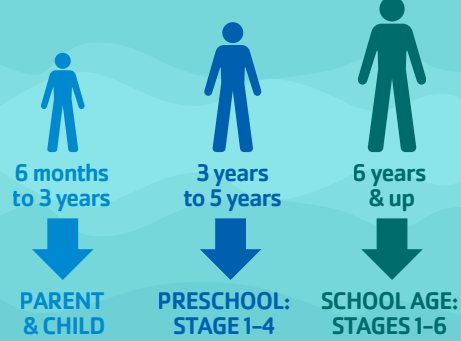 6 months
to 3 years
3 years
to 5 years
6 years
& up
PARENT
& CHILD
PRESCHOOL:
STAGE 1–4
SCHOOL AGE:
STAGES 1–6